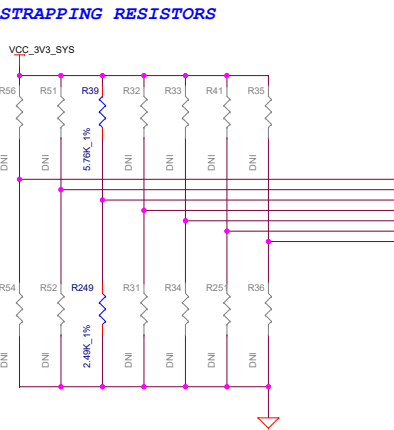 STRAPPING RESISTORS
VCC_3V3_SYS
R56 R51 R39 R32 R33 R41 R35
DNI DNI 5.76K_1% DNI DNI DNI DNI
R54 R52 R249 R31 R34 R251 R36
DNI DNI 2.49K_1% DNI DNI DNI DNI